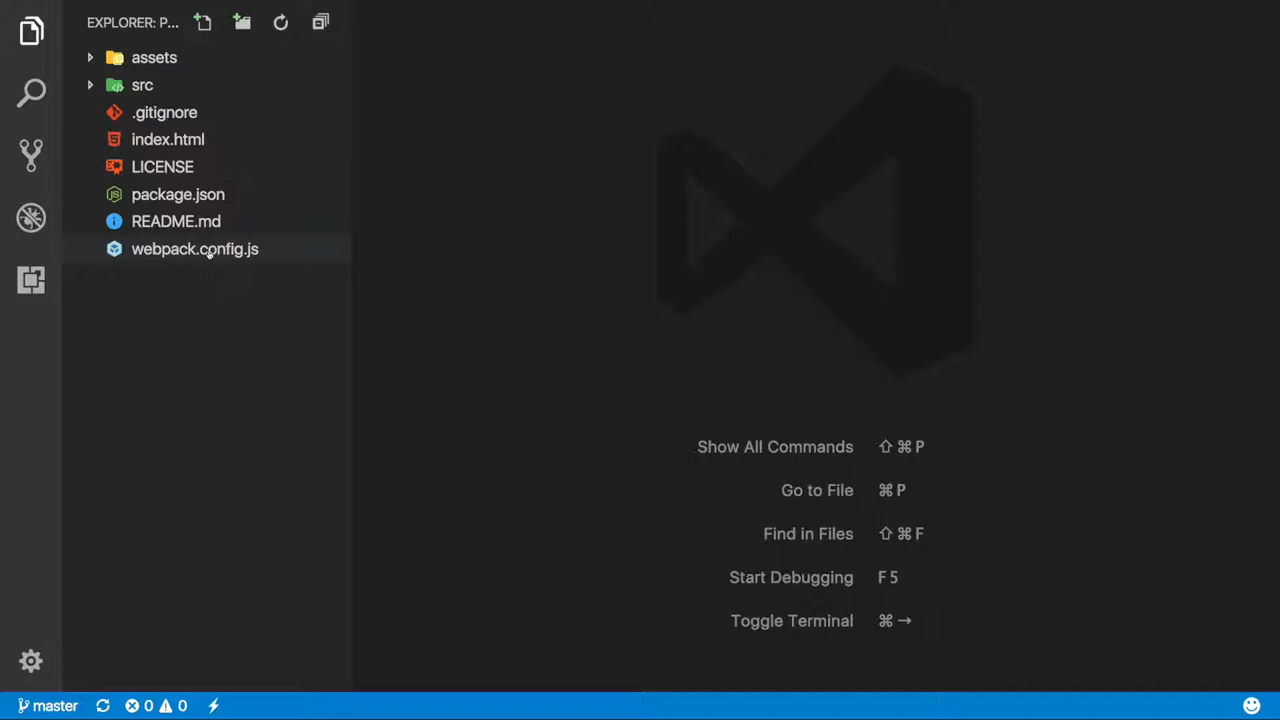 EXPLORER: P...
assets
src
.gitignore
index.html
LICENSE
package.json
README.md
webpack.config.js
Show All Commands ⇧⌘P
Go to File ⌘P
Find in Files ⇧⌘F
Start Debugging F5
Toggle Terminal ⌘→
master 0 0